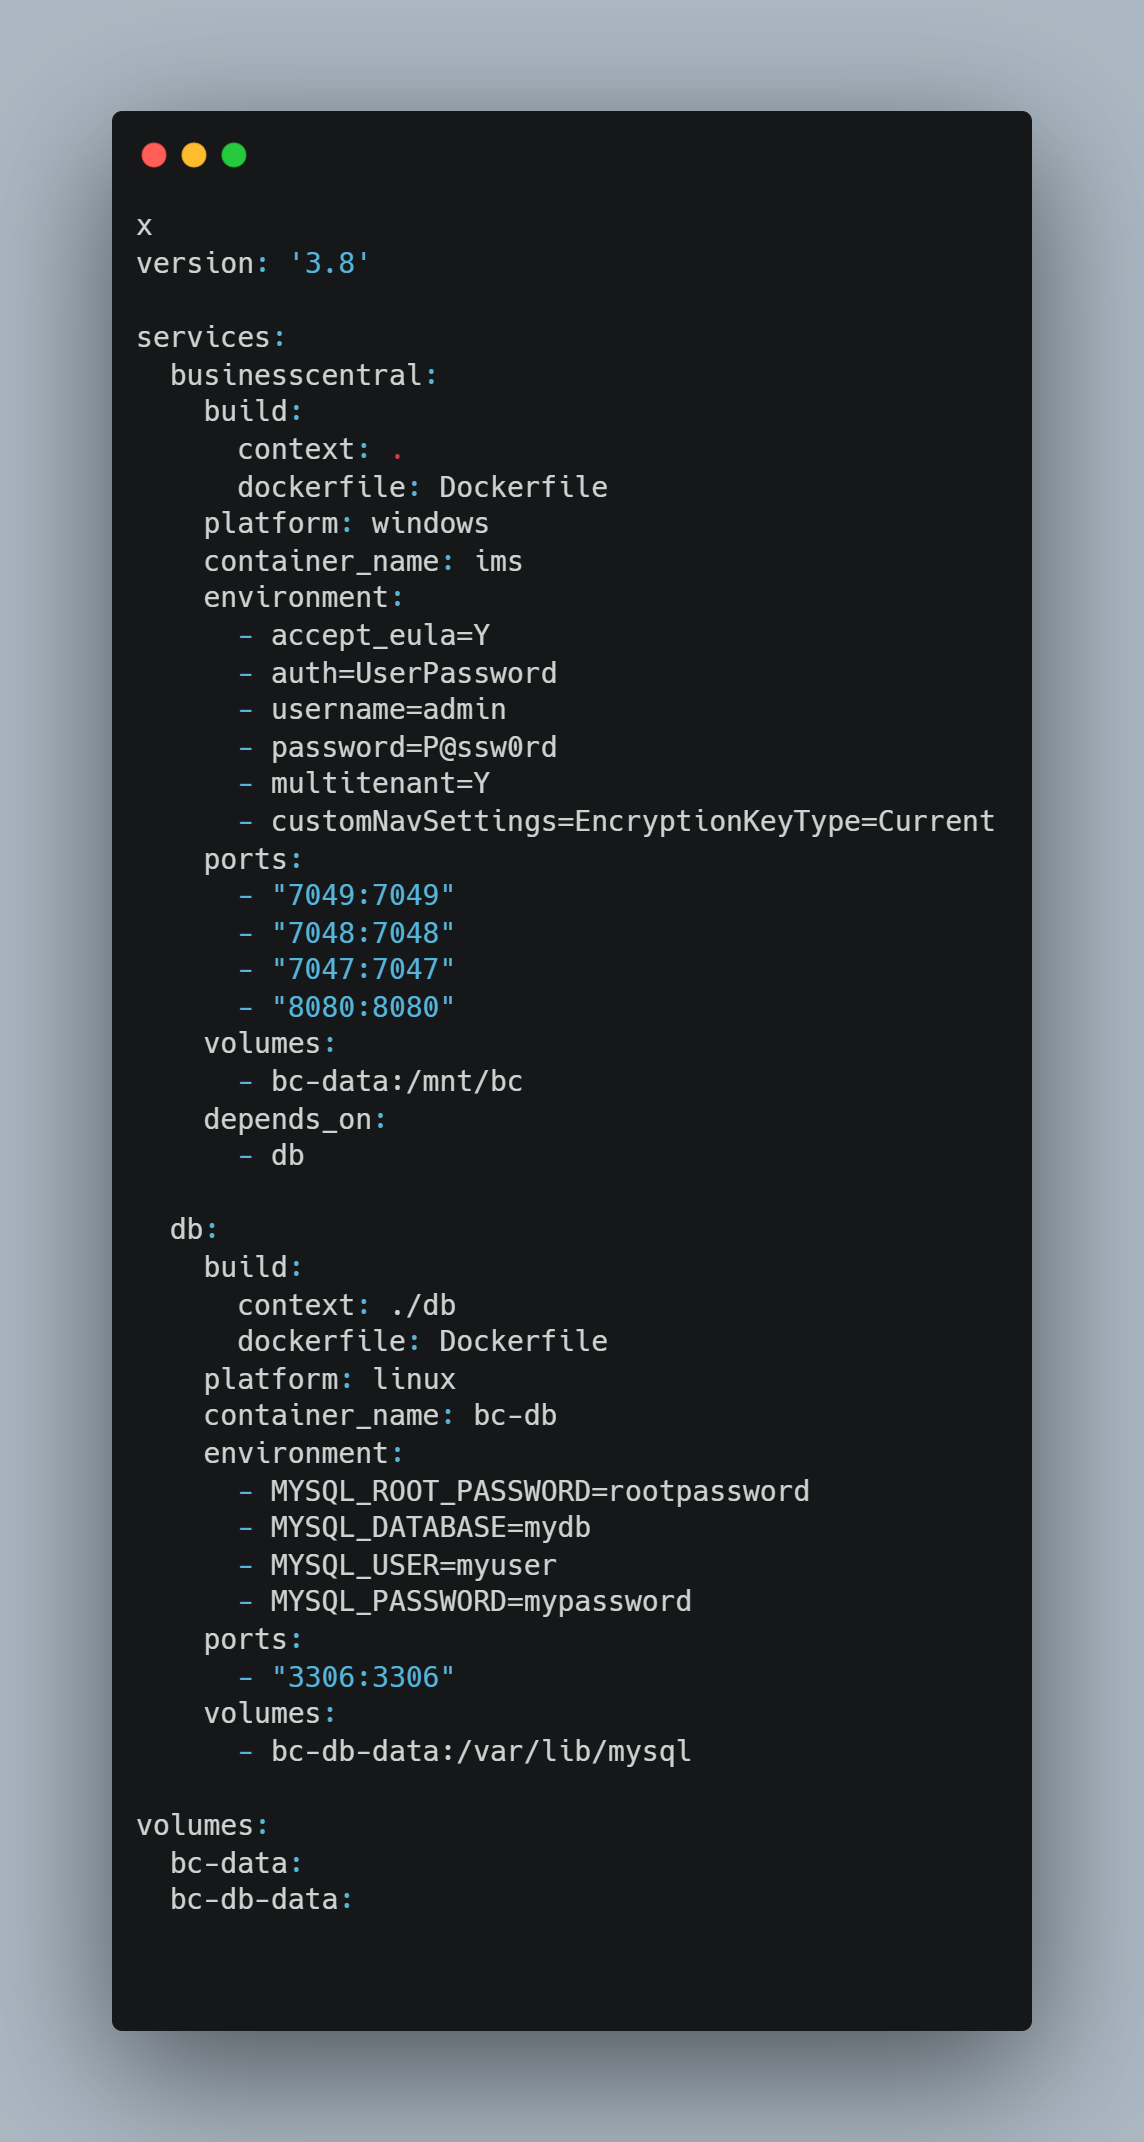 x
version: '3.8'

services:
  businesscentral:
    build:
      context: .
      dockerfile: Dockerfile
    platform: windows
    container_name: ims
    environment:
      - accept_eula=Y
      - auth=UserPassword
      - username=admin
      - password=P@ssw0rd
      - multitenant=Y
      - customNavSettings=EncryptionKeyType=Current
    ports:
      - "7049:7049"
      - "7048:7048"
      - "7047:7047"
      - "8080:8080"
    volumes:
      - bc-data:/mnt/bc
    depends_on:
      - db

  db:
    build:
      context: ./db
      dockerfile: Dockerfile
    platform: linux
    container_name: bc-db
    environment:
      - MYSQL_ROOT_PASSWORD=rootpassword
      - MYSQL_DATABASE=mydb
      - MYSQL_USER=myuser
      - MYSQL_PASSWORD=mypassword
    ports:
      - "3306:3306"
    volumes:
      - bc-db-data:/var/lib/mysql

volumes:
  bc-data:
  bc-db-data: